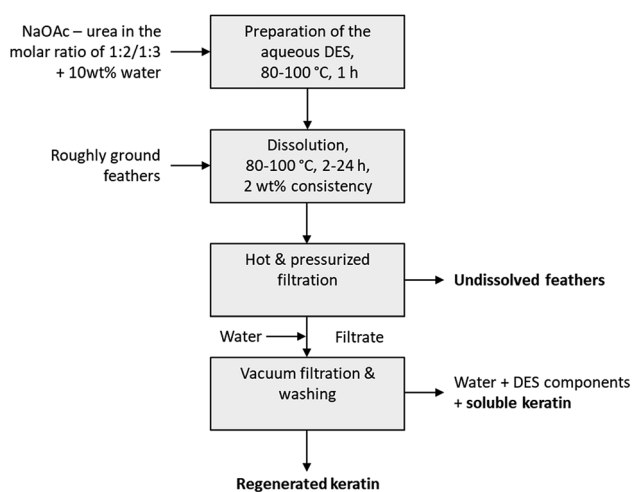 NaOAc – urea in the
molar ratio of 1:2/1:3
+ 10wt% water
Preparation of the
aqueous DES,
80-100 °C, 1 h
Roughly ground
feathers
Dissolution,
80-100 °C, 2-24 h,
2 wt% consistency
Hot & pressurized
filtration
Undissolved feathers
Water
Filtrate
Vacuum filtration &
washing
Water + DES components
+ soluble keratin
Regenerated keratin